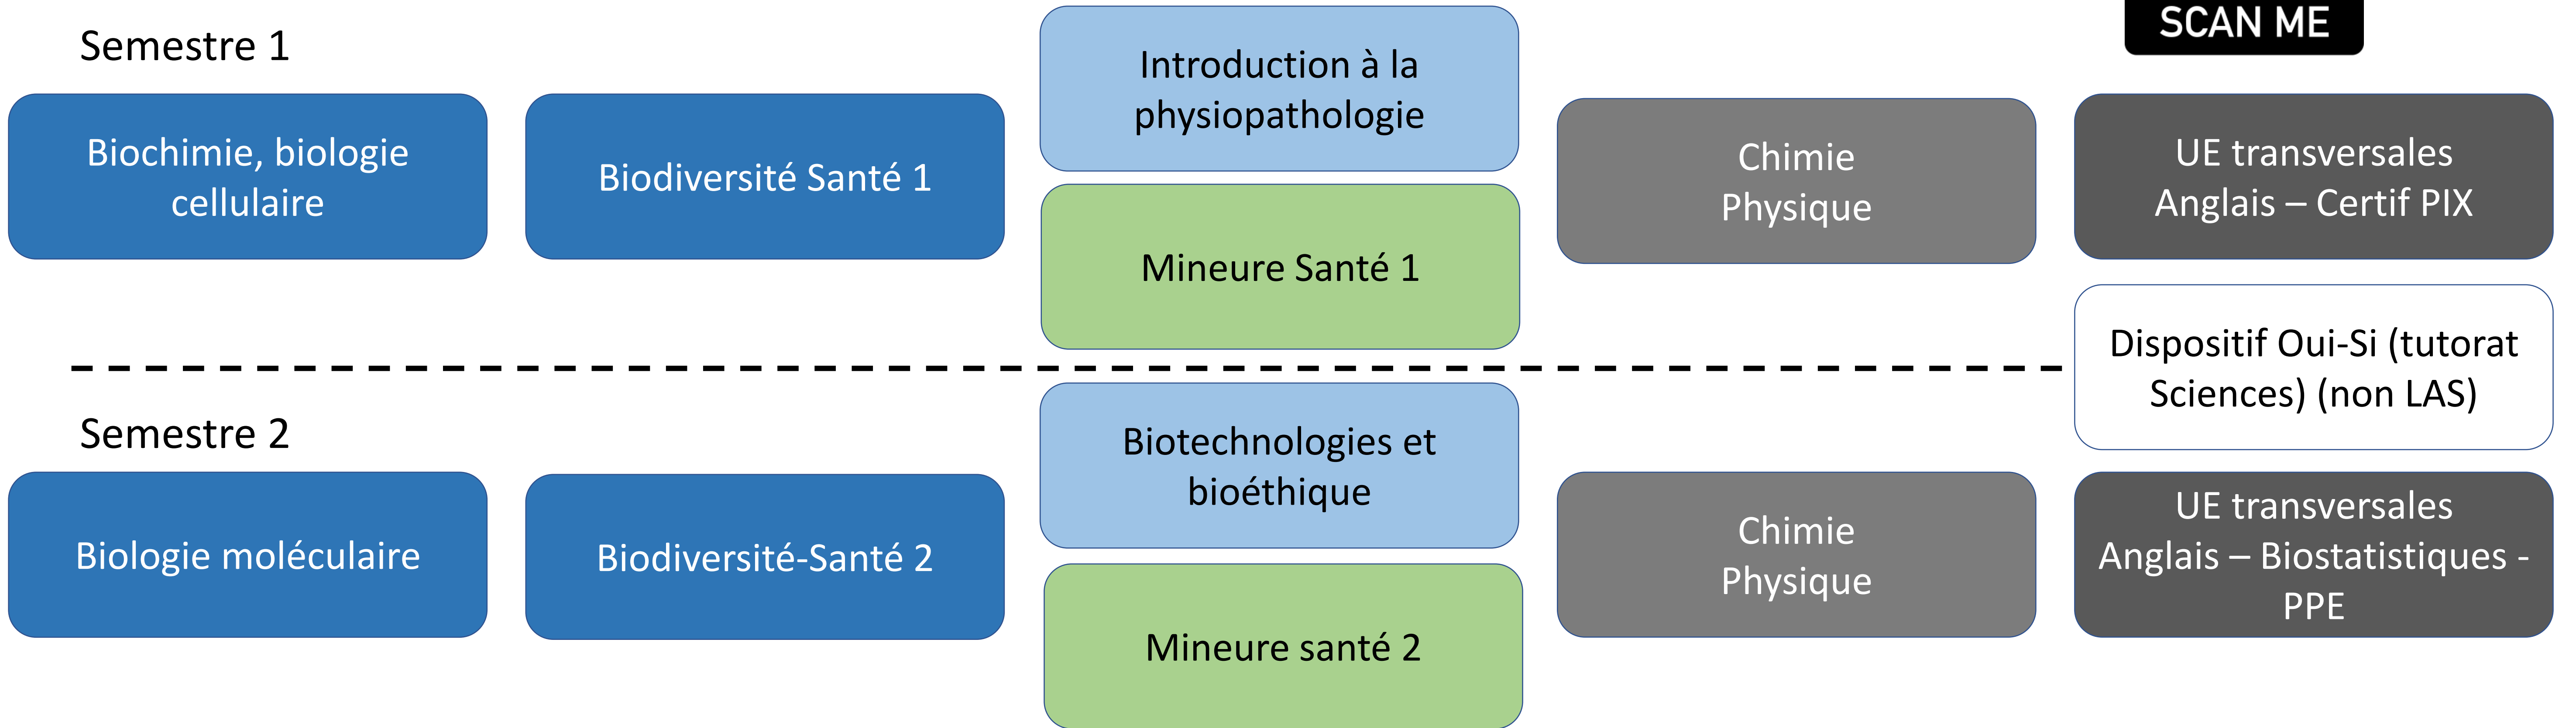 SCAN ME
Semestre 1
Biochimie, biologie
cellulaire
Biodiversité Santé 1
Introduction à la
physiopathologie
Mineure Santé 1
Chimie
Physique
UE transversales
Anglais – Certif PIX
Dispositif Oui-Si (tutorat
Sciences) (non LAS)
Semestre 2
Biologie moléculaire
Biodiversité-Santé 2
Biotechnologies et
bioéthique
Mineure santé 2
Chimie
Physique
UE transversales
Anglais – Biostatistiques -
PPE